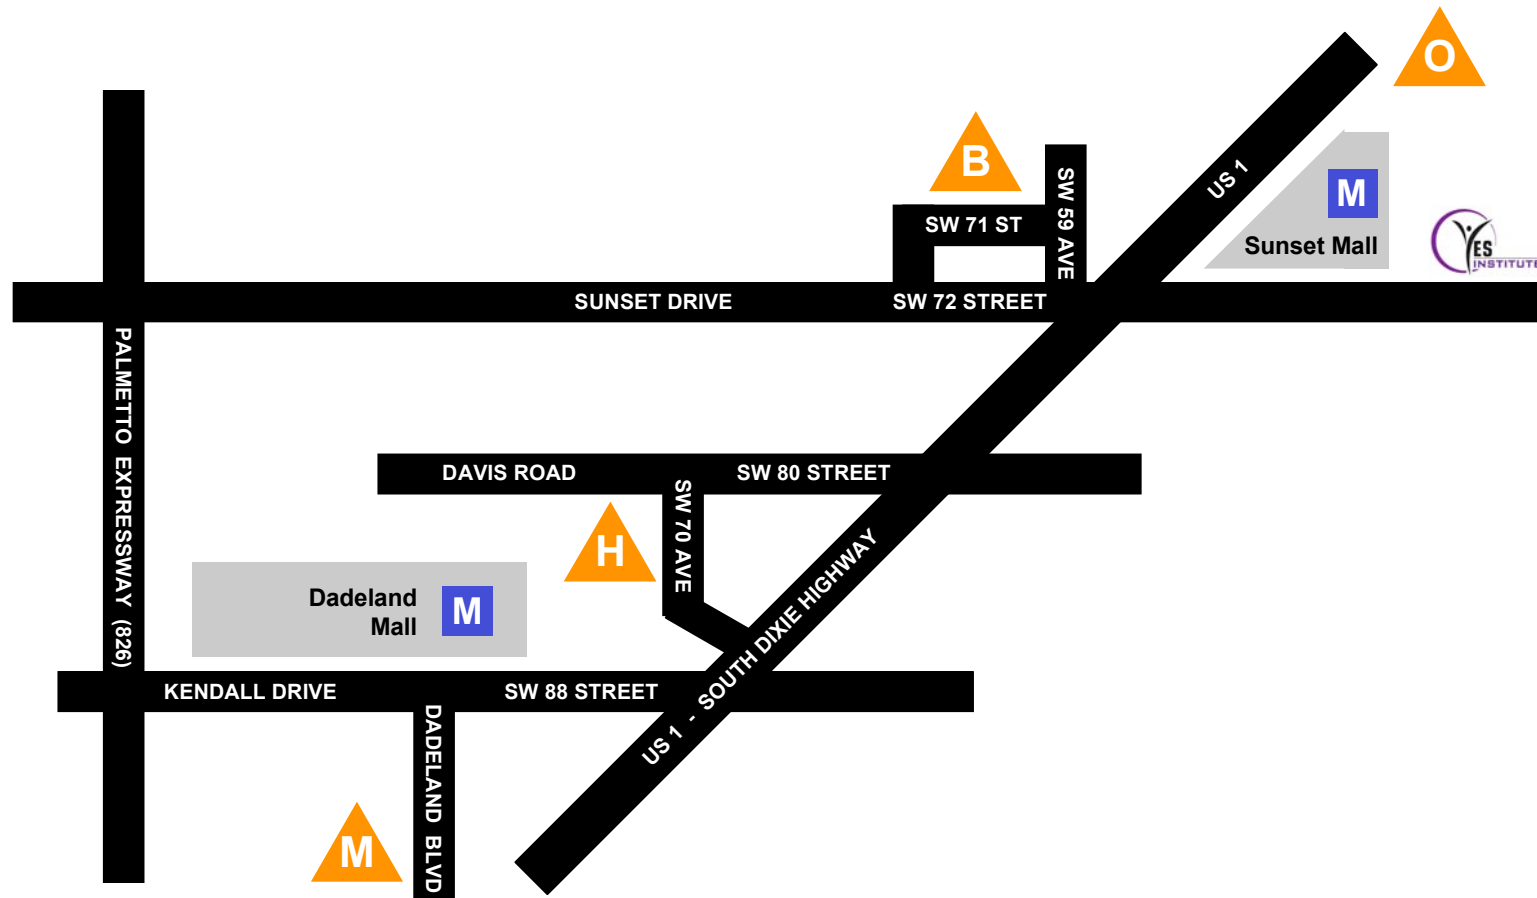 O
B
US 1
M
SW 59 AVE
SW 71 ST
Sunset Mall
YES
INSTITUTE
SUNSET DRIVE
SW 72 STREET
PALMETTO EXPRESSWAY (826)
DAVIS ROAD
SW 80 STREET
SW 70 AVE
H
US 1 - SOUTH DIXIE HIGHWAY
Dadeland
Mall
M
KENDALL DRIVE
SW 88 STREET
DADELAND BLVD
M